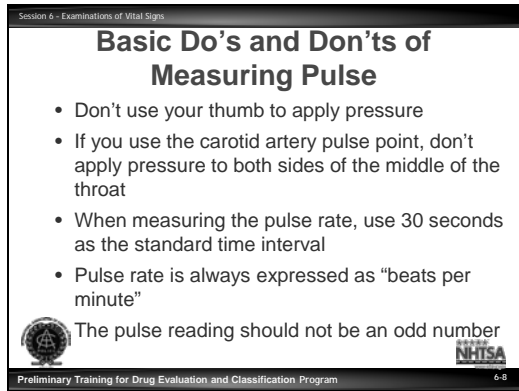 Session 6 - Examinations of Vital Signs
Basic Do’s and Don’ts of
Measuring Pulse
• Don’t use your thumb to apply pressure
• If you use the carotid artery pulse point, don’t
apply pressure to both sides of the middle of the
throat
• When measuring the pulse rate, use 30 seconds
as the standard time interval
• Pulse rate is always expressed as “beats per
minute”
The pulse reading should not be an odd number
NHTSA
Preliminary Training for Drug Evaluation and Classification Program
6-8